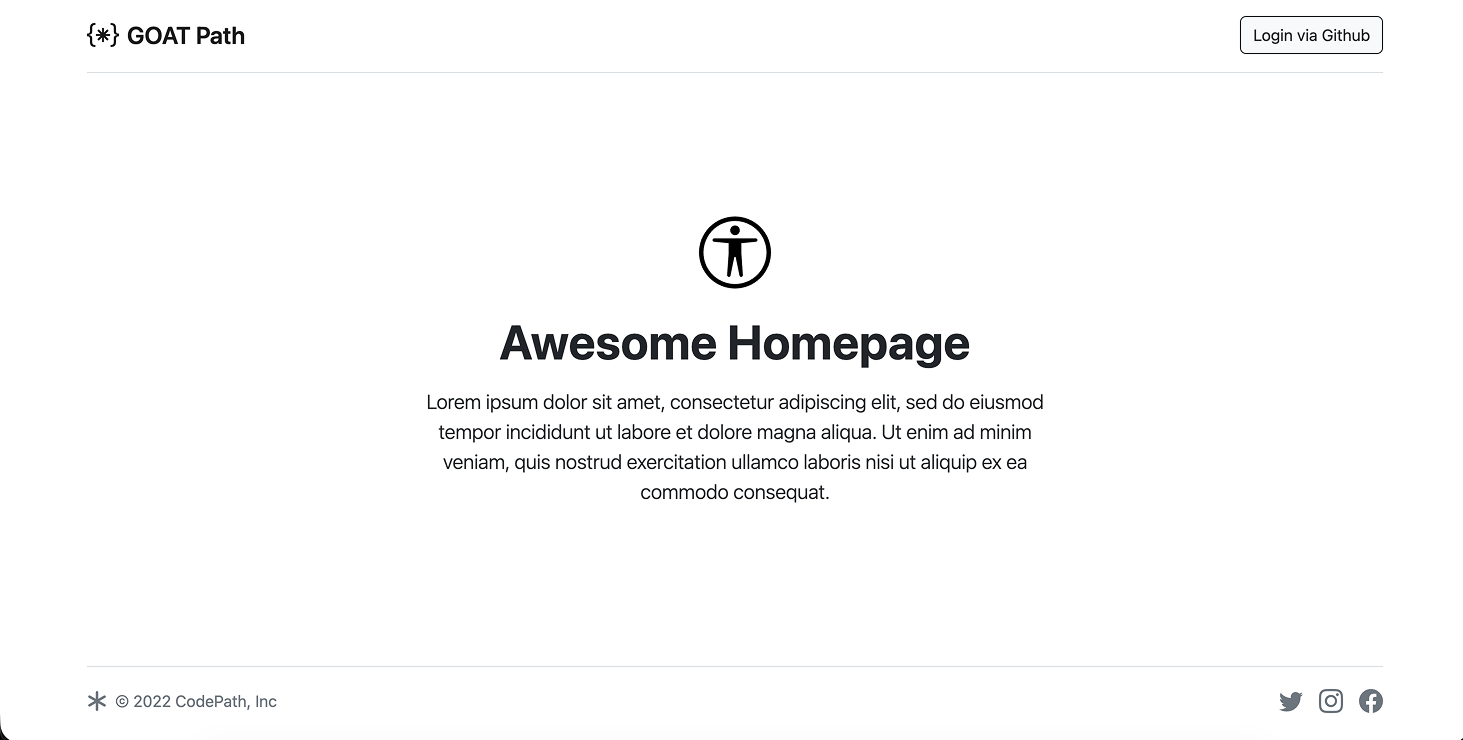 {*} GOAT Path
Login via Github
Awesome Homepage
Lorem ipsum dolor sit amet, consectetur adipiscing elit, sed do eiusmod
tempor incididunt ut labore et dolore magna aliqua. Ut enim ad minim
veniam, quis nostrud exercitation ullamco laboris nisi ut aliquip ex ea
commodo consequat.
© 2022 CodePath, Inc